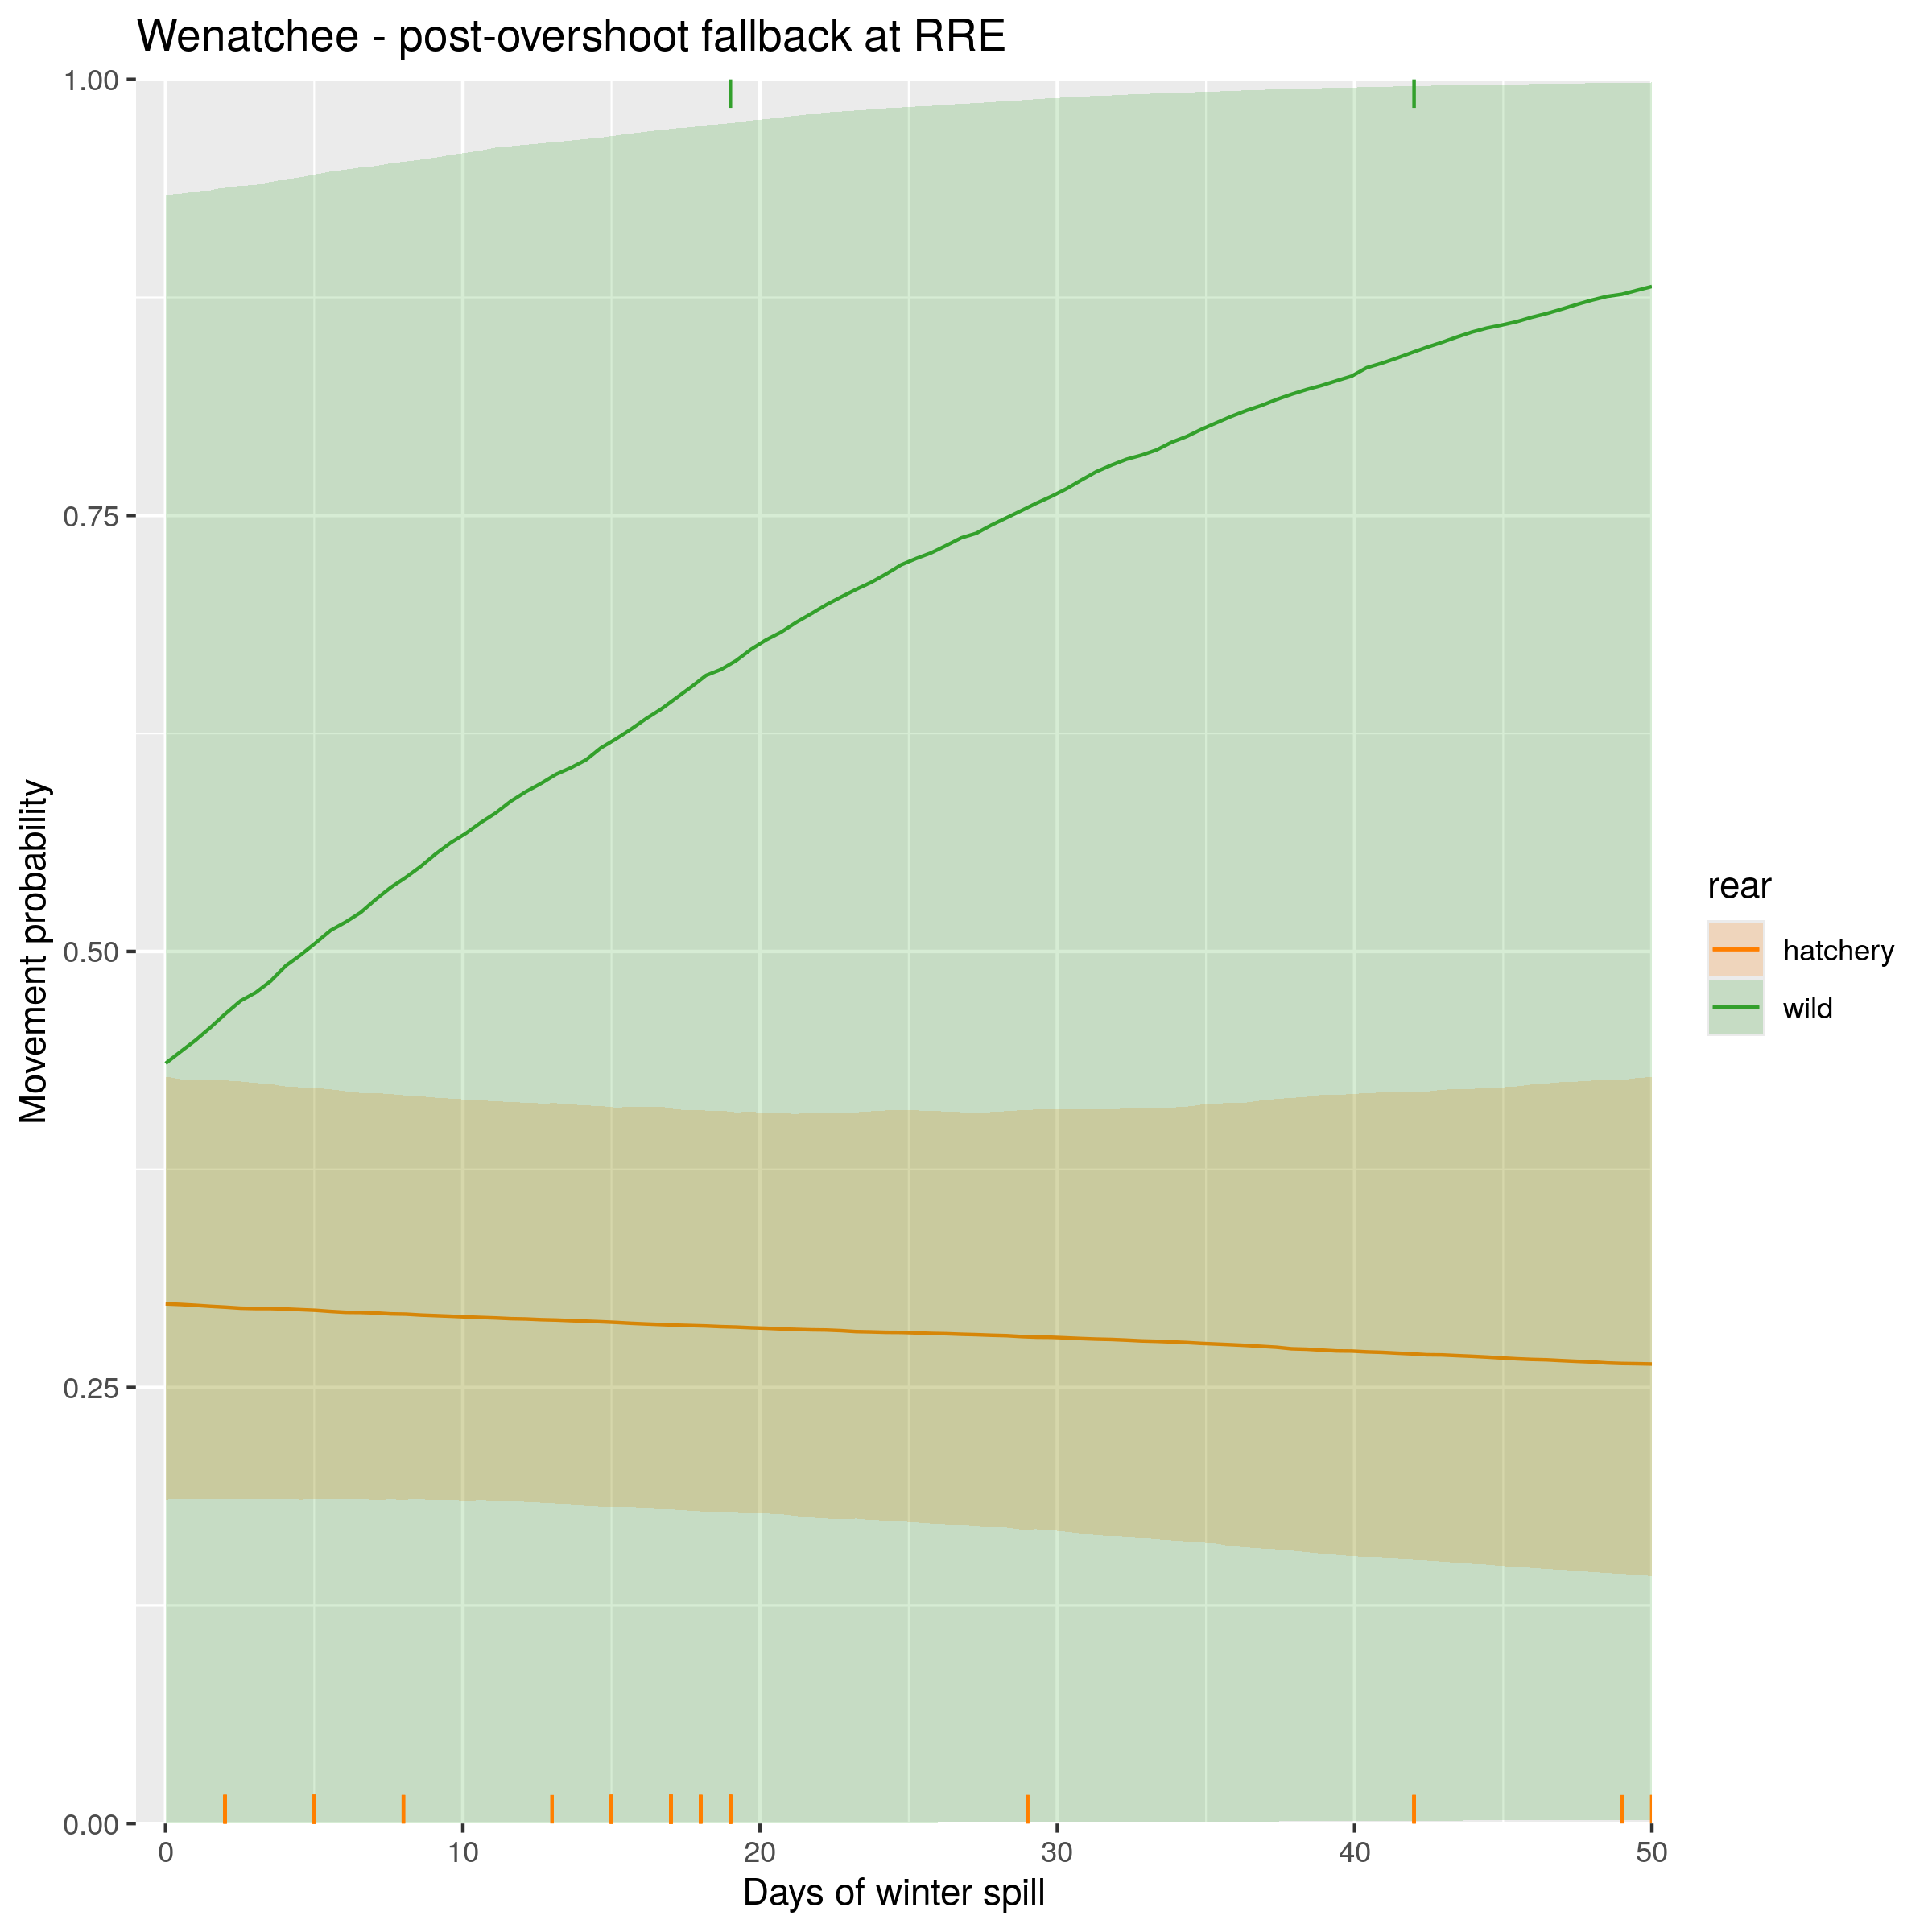 Wenatchee - post-overshoot fallback at RRE
Movement probability
1.00
0.75
0.50
0.25
0.00
0 10 20 30 40 50
Days of winter spill
rear
hatchery
wild